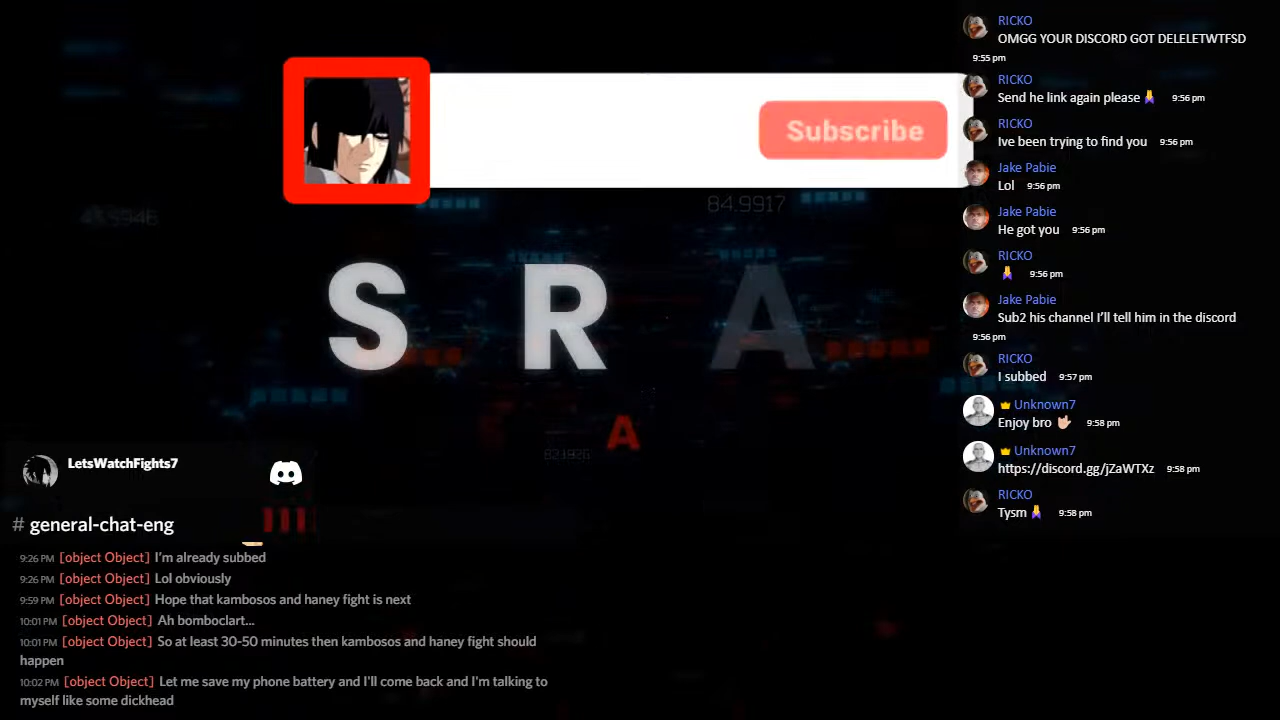 Subscribe
84.9917
S R A
A
LetsWatchFights7
# general-chat-eng
9:26 PM [object Object] I'm already subbed
9:26 PM [object Object] Lol obviously
9:59 PM [object Object] Hope that kambosos and haney fight is next
10:01 PM [object Object] Ah bomboclart...
10:01 PM [object Object] So at least 30-50 minutes then kambosos and haney fight should
happen
10:02 PM [object Object] Let me save my phone battery and I'll come back and I'm talking to
myself like some dickhead
RICKO
OMGG YOUR DISCORD GOT DELELETWTFSD
9:55 pm
RICKO
Send he link again please 9:56 pm
RICKO
Ive been trying to find you 9:56 pm
Jake Pabie
Lol 9:56 pm
Jake Pabie
He got you 9:56 pm
RICKO
9:56 pm
Jake Pabie
Sub2 his channel I'll tell him in the discord
9:56 pm
RICKO
I subbed 9:57 pm
Unknown7
Enjoy bro 9:58 pm
Unknown7
https://discord.gg/jZaWTXz 9:58 pm
RICKO
Tysm 9:58 pm